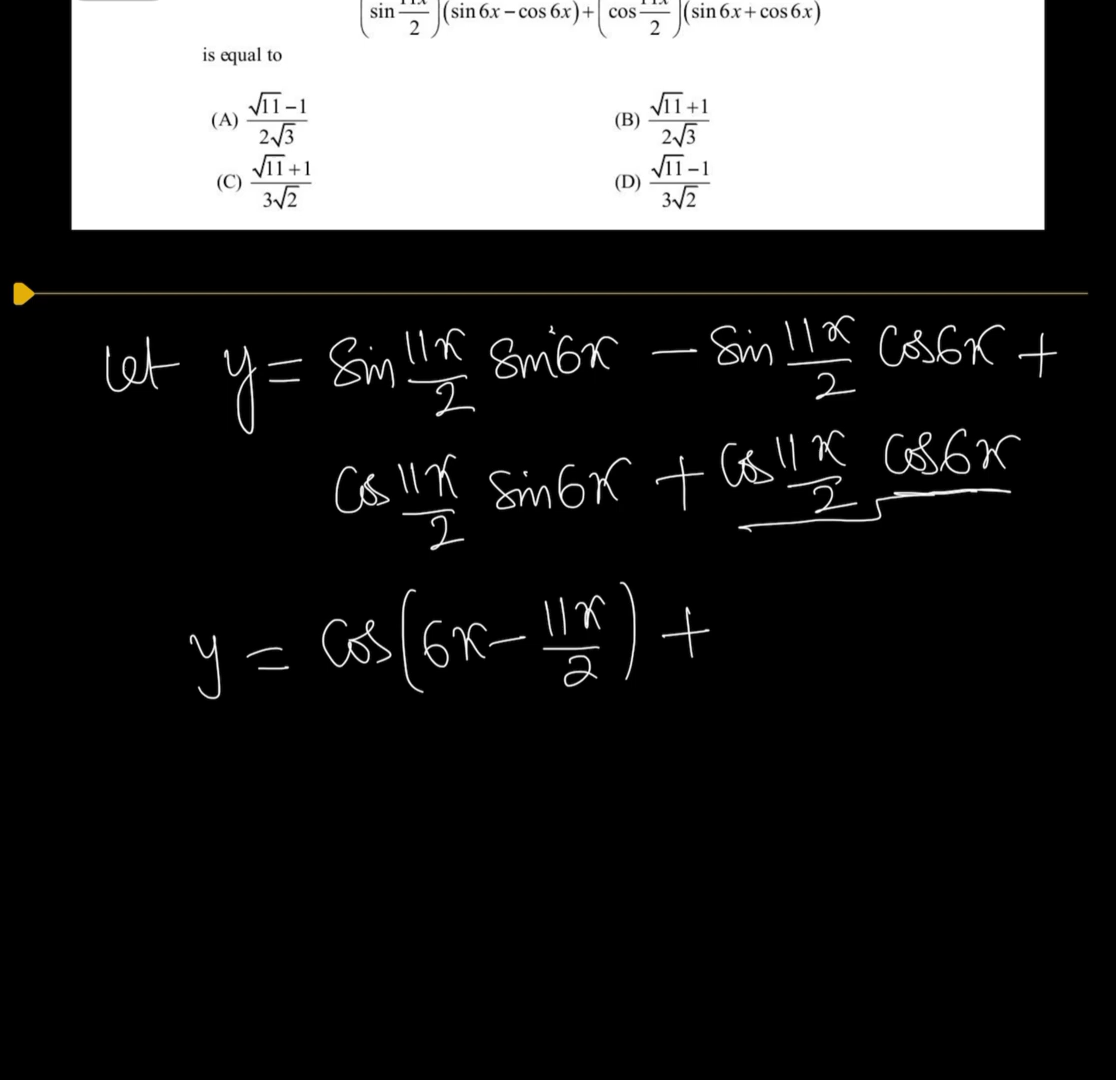 (sin 11x/2)(sin 6x – cos 6x) + (cos 11x/2)(sin 6x + cos 6x)
is equal to
(A) (√11 – 1)/(2√3) (B) (√11 + 1)/(2√3)
(C) (√11 + 1)/(3√2) (D) (√11 – 1)/(3√2)
Let y = Sin 11x/2 Sin6x – Sin 11x/2 Cos6x +
Cos 11x/2 Sin6x + Cos 11x/2 Cos6x
y = Cos(6x – 11x/2) +